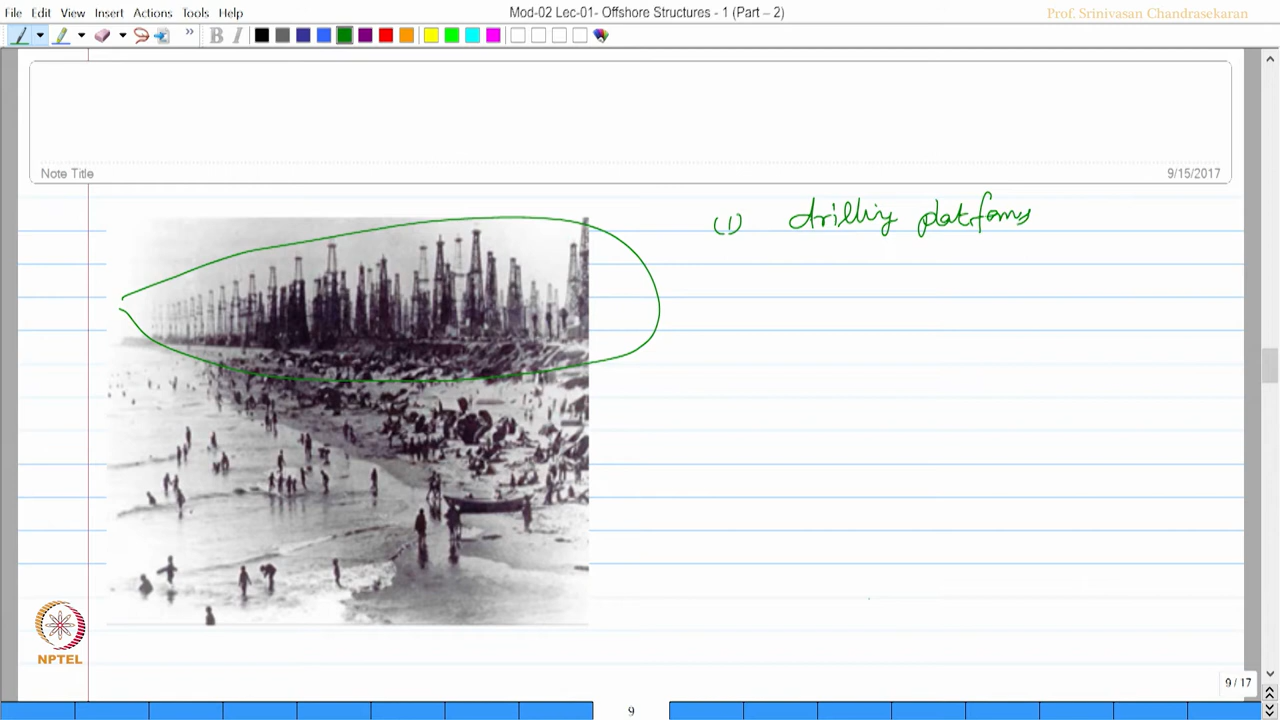 File Edit View Insert Actions Tools Help
Mod-02 Lec-01- Offshore Structures - 1 (Part – 2)
Prof. Srinivasan Chandrasekaran
B I
Note Title
9/15/2017
(1) drilling platforms
NPTEL
9 / 17
9